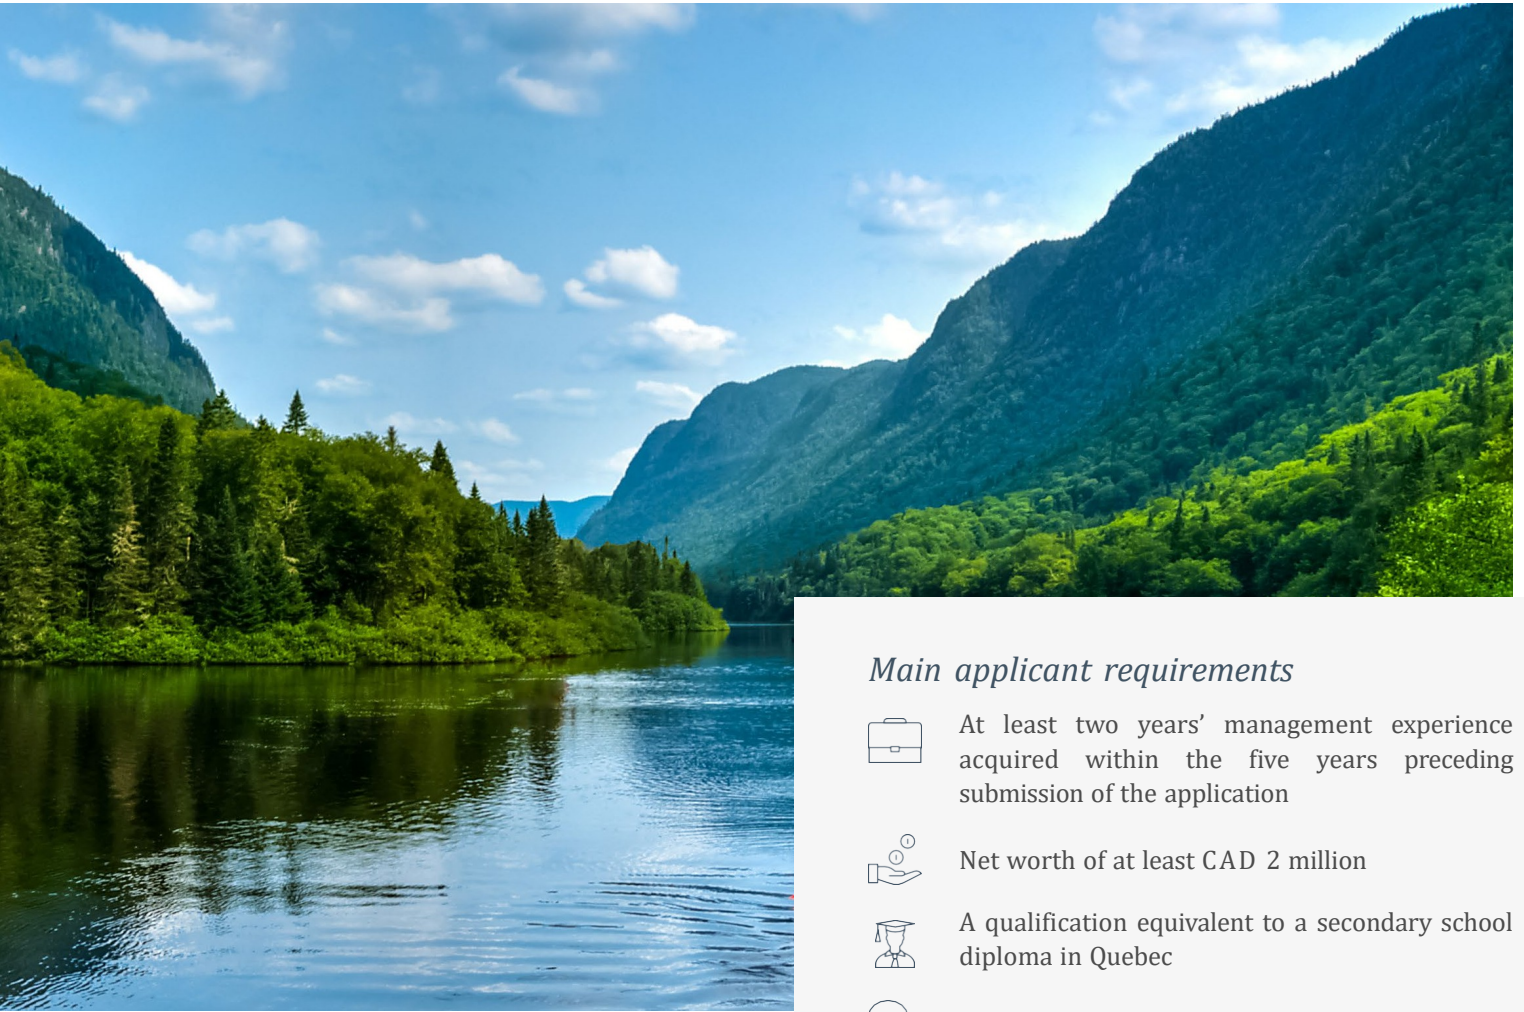 Main applicant requirements
At least two years’ management experience
acquired within the five years preceding
submission of the application
Net worth of at least CAD 2 million
A qualification equivalent to a secondary school
diploma in Quebec